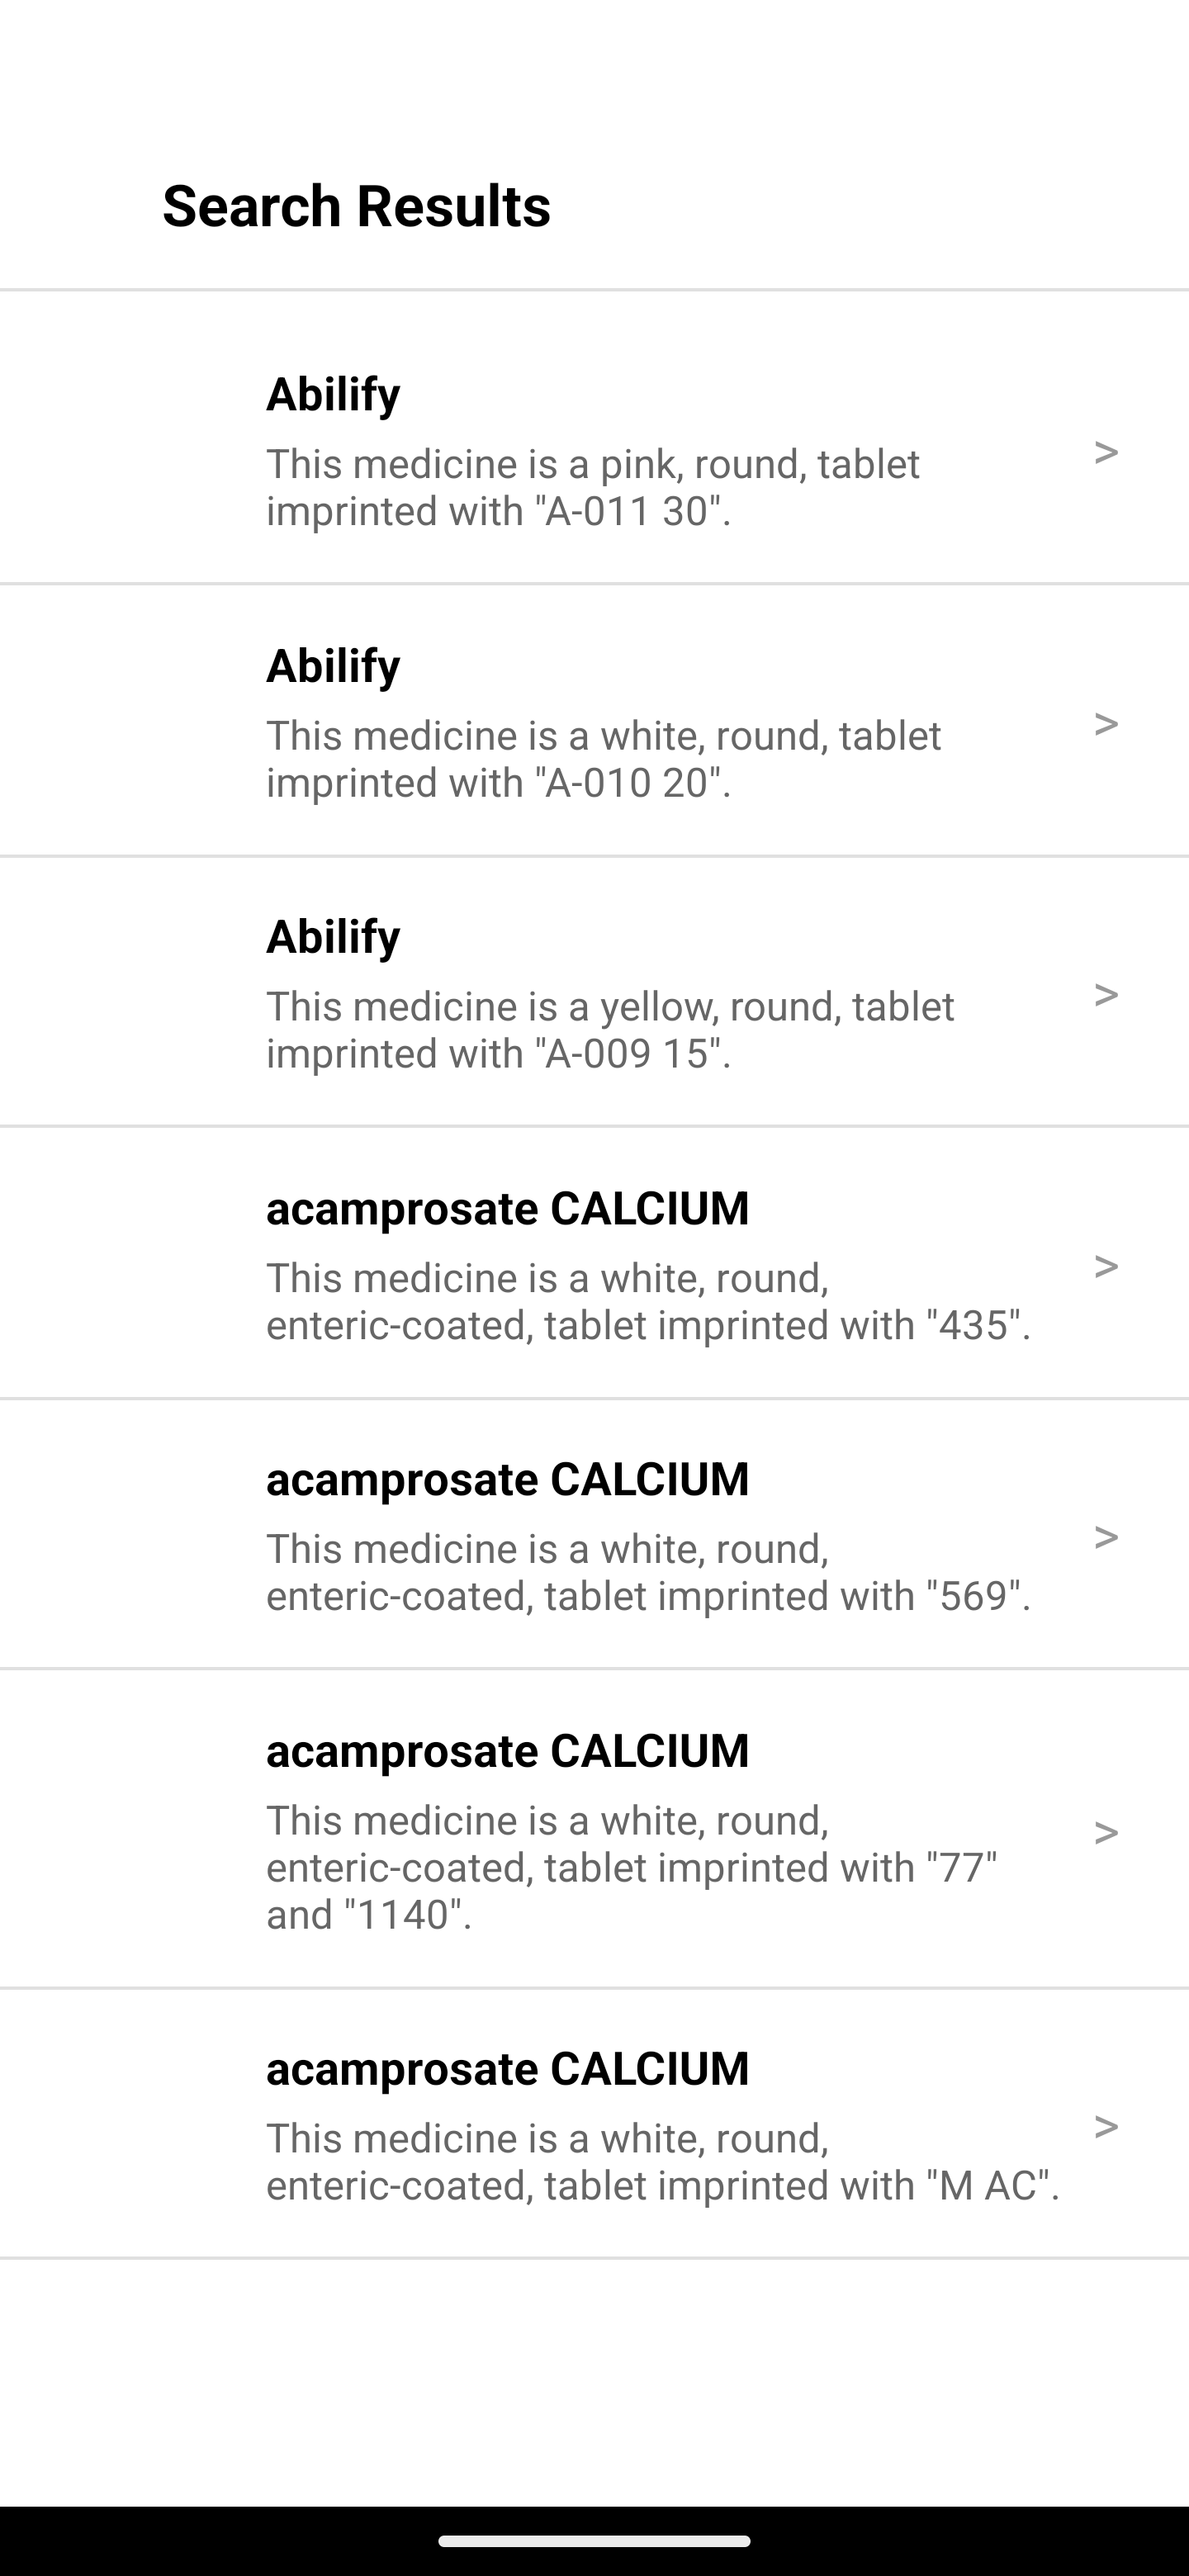 Search Results
Abilify
This medicine is a pink, round, tablet
imprinted with "A-011 30".
>
Abilify
This medicine is a white, round, tablet
imprinted with "A-010 20".
>
Abilify
This medicine is a yellow, round, tablet
imprinted with "A-009 15".
>
acamprosate CALCIUM
This medicine is a white, round,
enteric-coated, tablet imprinted with "435".
>
acamprosate CALCIUM
This medicine is a white, round,
enteric-coated, tablet imprinted with "569".
>
acamprosate CALCIUM
This medicine is a white, round,
enteric-coated, tablet imprinted with "77"
and "1140".
>
acamprosate CALCIUM
This medicine is a white, round,
enteric-coated, tablet imprinted with "M AC".
>